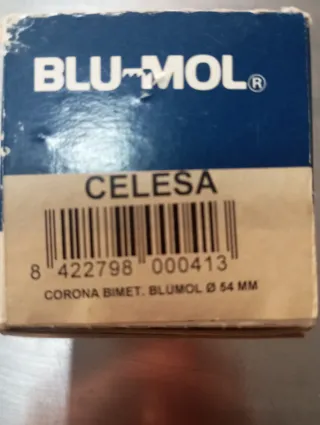 BLU-MOL®
CELESA
8 422798 000413
CORONA BIMET. BLUMOL Ø 54 MM